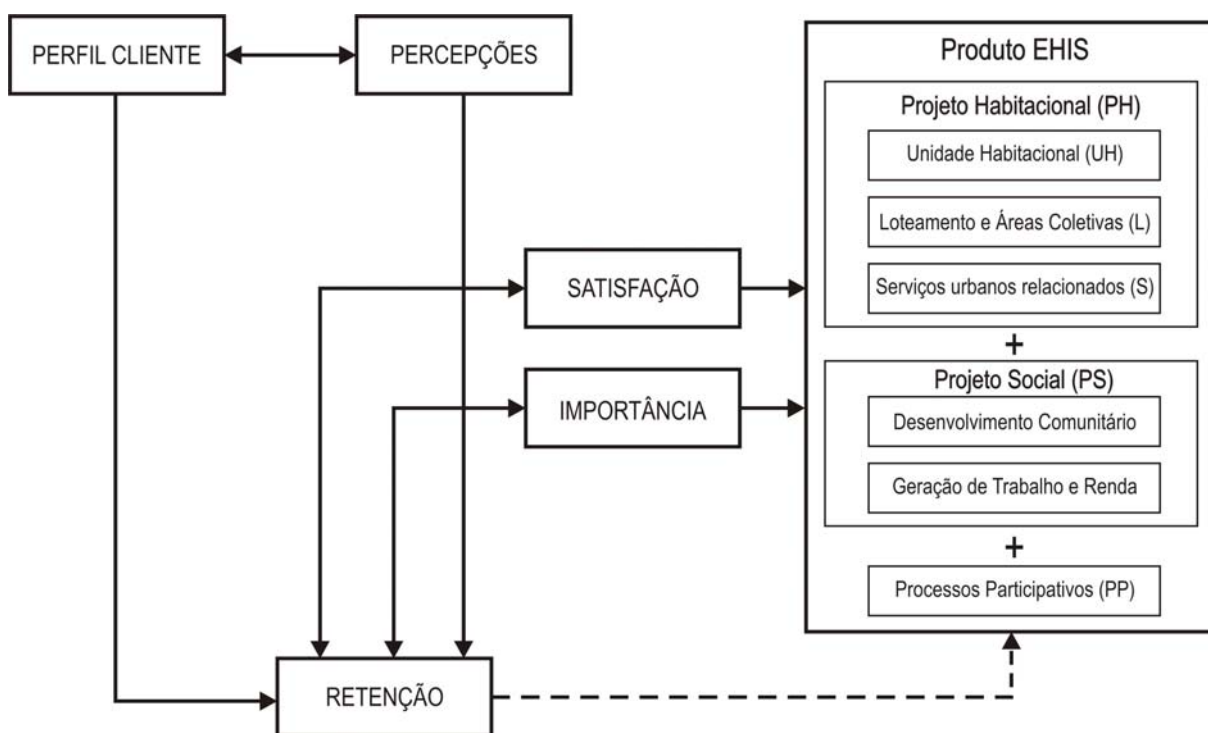 PERFIL CLIENTE
PERCEPÇÕES
SATISFAÇÃO
IMPORTÂNCIA
RETENÇÃO
Produto EHIS
Projeto Habitacional (PH)
Unidade Habitacional (UH)
Loteamento e Áreas Coletivas (L)
Serviços urbanos relacionados (S)
+
Projeto Social (PS)
Desenvolvimento Comunitário
Geração de Trabalho e Renda
+
Processos Participativos (PP)